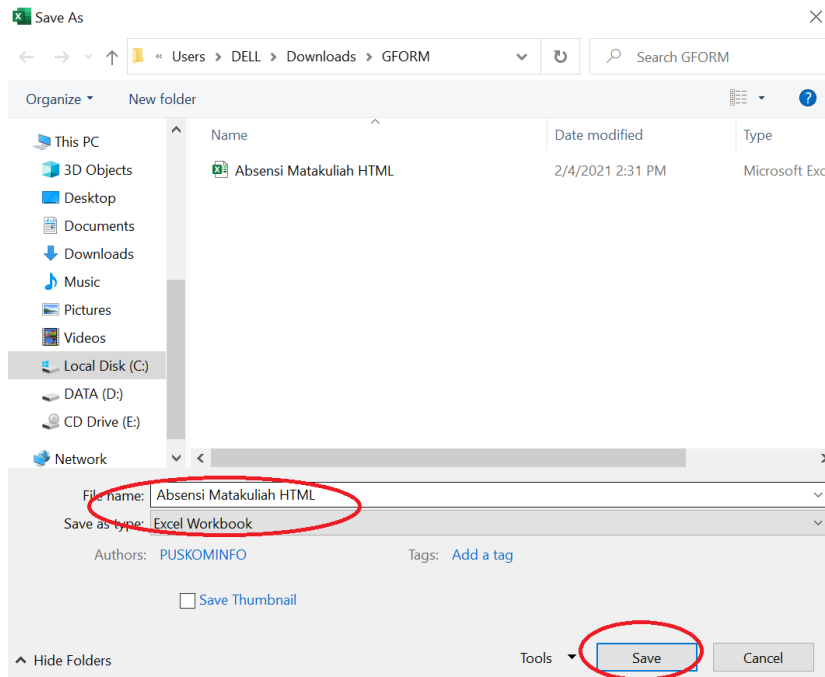 Save As
« Users > DELL > Downloads > GFORM
Search GFORM
Organize
New folder
?
Name
Date modified
Type
Absensi Matakuliah HTML 2/4/2021 2:31 PM Microsoft Exc
This PC
3D Objects
Desktop
Documents
Downloads
Music
Pictures
Videos
Local Disk (C:)
DATA (D:)
CD Drive (E:)
Network
File name: Absensi Matakuliah HTML
Save as type: Excel Workbook
Authors: PUSKOMINFO
Tags: Add a tag
Save Thumbnail
Hide Folders
Tools
Save
Cancel